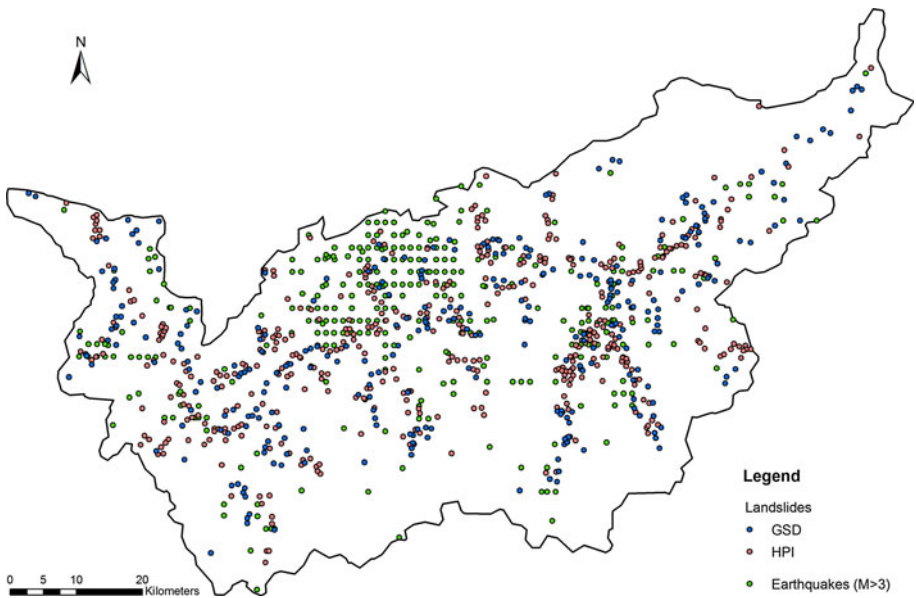 N
Legend
Landslides
GSD
HPI
Earthquakes (M>3)
0 5 10 20
Kilometers